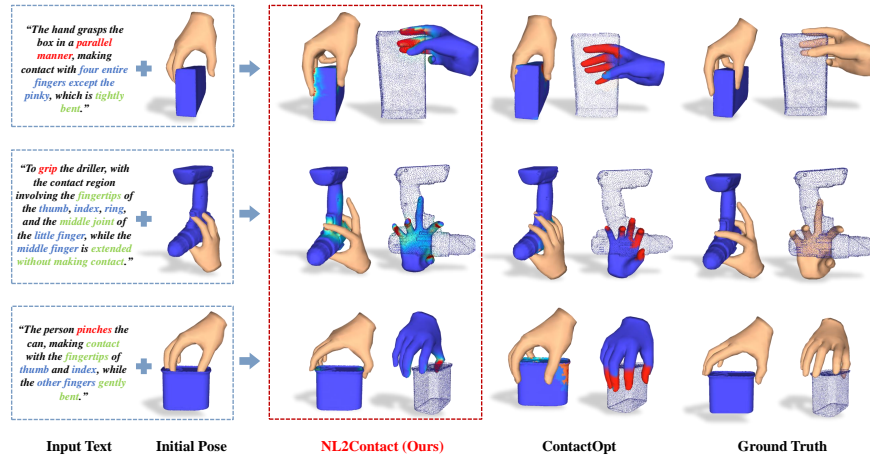 “The hand grasps the
box in a parallel
manner, making
contact with four entire
fingers except the
pinky, which is tightly
bent.”
“To grip the driller, with
the contact region
involving the fingertips of
the thumb, index, ring,
and the middle joint of
the little finger, while the
middle finger is extended
without making contact.”
“The person pinches the
can, making contact
with the fingertips of
thumb and index, while
the other fingers gently
bent.”
Input Text Initial Pose NL2Contact (Ours) ContactOpt Ground Truth